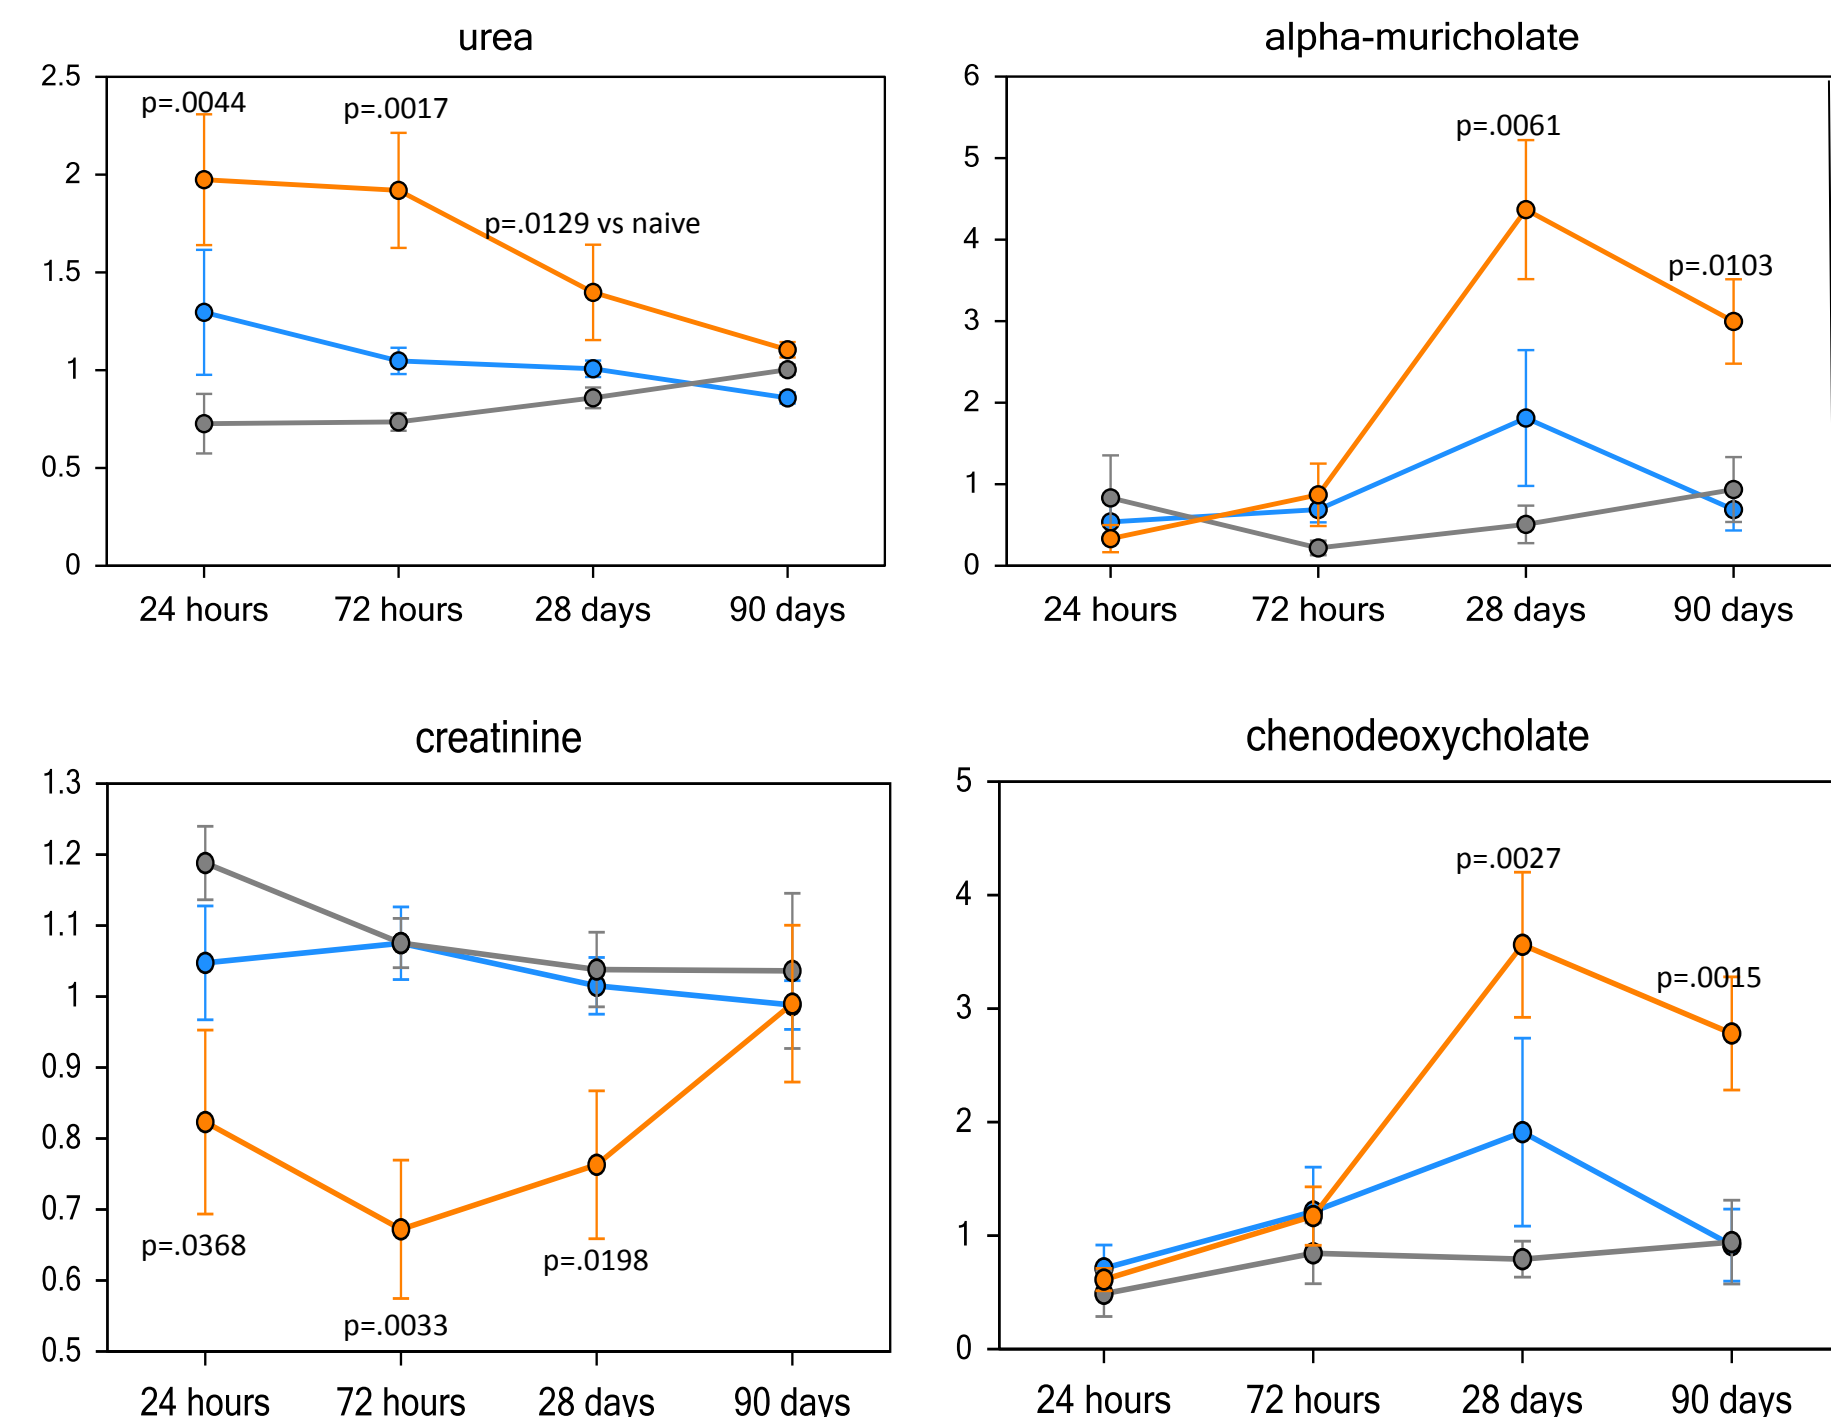 urea
2.5
2
1.5
1
0.5
0
p=.0044
p=.0017
p=.0129 vs naive
24 hours
72 hours
28 days
90 days
alpha-muricholate
6
5
4
3
2
1
0
p=.0061
p=.0103
24 hours
72 hours
28 days
90 days
creatinine
1.3
1.2
1.1
1
0.9
0.8
0.7
0.6
0.5
p=.0368
p=.0033
p=.0198
24 hours
72 hours
28 days
90 days
chenodeoxycholate
5
4
3
2
1
0
p=.0027
p=.0015
24 hours
72 hours
28 days
90 days